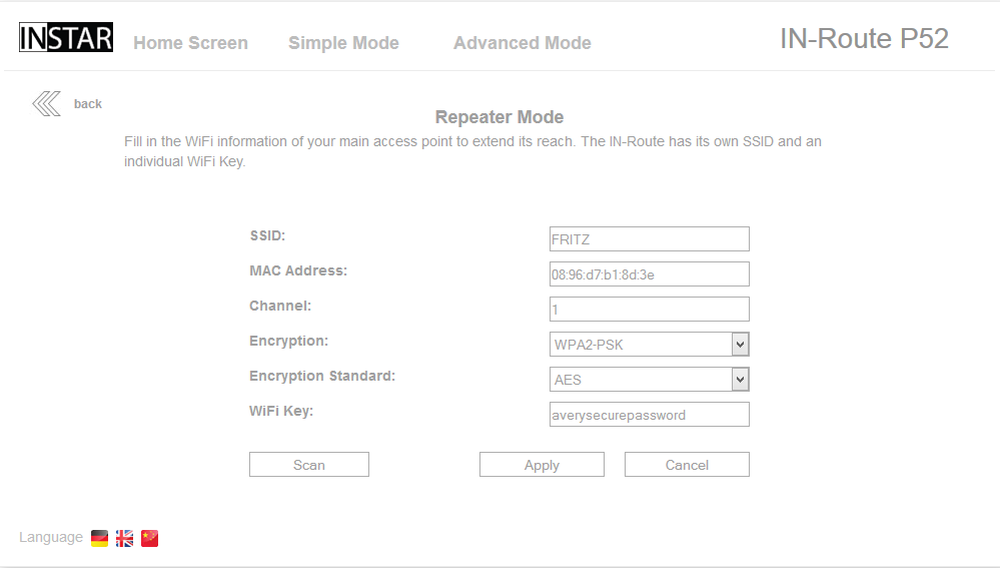 INSTAR Home Screen Simple Mode Advanced Mode IN-Route P52
back
Repeater Mode
Fill in the WiFi information of your main access point to extend its reach. The IN-Route has its own SSID and an
individual WiFi Key.
SSID: FRITZ
MAC Address: 08:96:d7:b1:8d:3e
Channel: 1
Encryption: WPA2-PSK
Encryption Standard: AES
WiFi Key: averysecurepassword
Scan Apply Cancel
Language